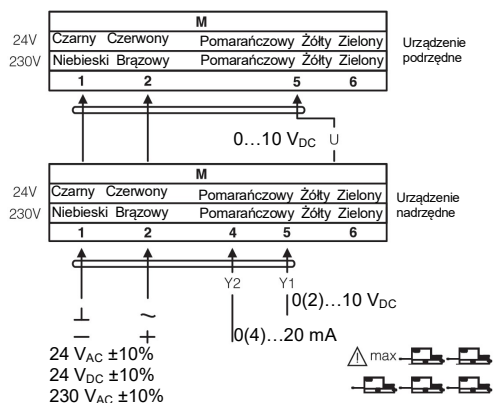 M
24V Czarny Czerwony Pomarańczowy Żółty Zielony
230V Niebieski Brązowy Pomarańczowy Żółty Zielony
1 2 5 6
Urządzenie
podrzędne
0…10 VDC U
M
24V Czarny Czerwony Pomarańczowy Żółty Zielony
230V Niebieski Brązowy Pomarańczowy Żółty Zielony
1 2 4 5 6
Urządzenie
nadrzędne
Y2 Y1
0(2)…10 VDC
⊥ ~
− +
0(4)…20 mA
24 VAC ±10%
24 VDC ±10%
230 VAC ±10%
max